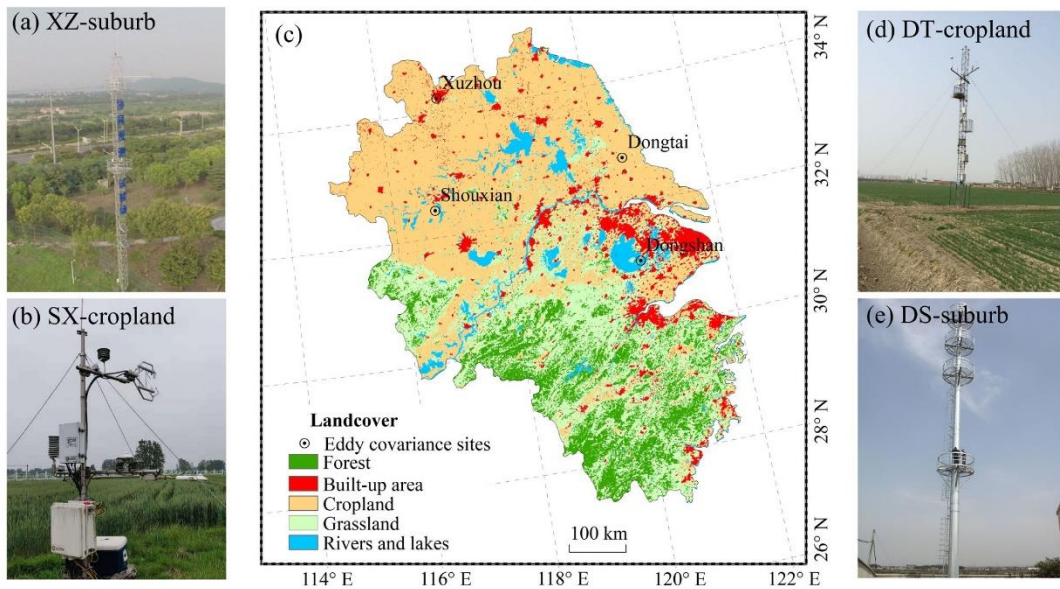 (a) XZ-suburb
(b) SX-cropland
(c)
Xuzhou
Dongtai
Shouxian
Dongshan
Landcover
Eddy covariance sites
Forest
Built-up area
Cropland
Grassland
Rivers and lakes
100 km
114° E
116° E
118° E
120° E
122° E
34° N
32° N
30° N
28° N
26° N
(d) DT-cropland
(e) DS-suburb